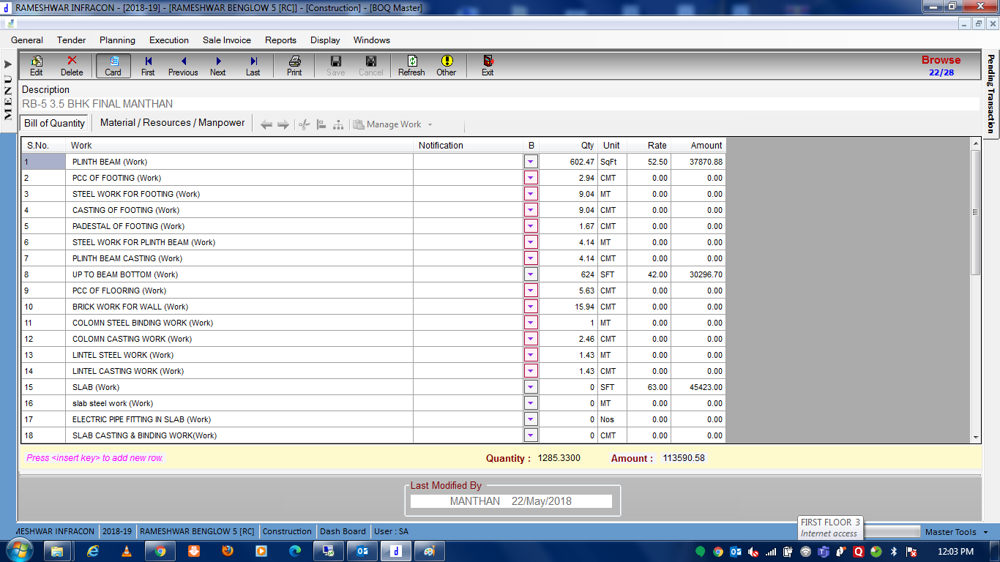 RAMESHWAR INFRACON - [2018-19] - [RAMESHWAR BENGLOW 5 [RC]] - [Construction] - [BOQ Master]
General Tender Planning Execution Sale Invoice Reports Display Windows
MENU
Edit Delete Card First Previous Next Last Print Save Cancel Refresh Other Exit
Browse
22/28
Pending Transaction
Description
RB-5 3.5 BHK FINAL MANTHAN
Bill of Quantity Material / Resources / Manpower Manage Work
S.No. Work Notification B Qty Unit Rate Amount
1 PLINTH BEAM (Work) 602.47 SqFt 52.50 37870.88
2 PCC OF FOOTING (Work) 2.94 CMT 0.00 0.00
3 STEEL WORK FOR FOOTING (Work) 9.04 MT 0.00 0.00
4 CASTING OF FOOTING (Work) 9.04 CMT 0.00 0.00
5 PADESTAL OF FOOTING (Work) 1.67 CMT 0.00 0.00
6 STEEL WORK FOR PLINTH BEAM (Work) 4.14 MT 0.00 0.00
7 PLINTH BEAM CASTING (Work) 4.14 CMT 0.00 0.00
8 UP TO BEAM BOTTOM (Work) 624 SFT 42.00 30296.70
9 PCC OF FLOORING (Work) 5.63 CMT 0.00 0.00
10 BRICK WORK FOR WALL (Work) 15.94 CMT 0.00 0.00
11 COLOMN STEEL BINDING WORK (Work) 1 MT 0.00 0.00
12 COLOMN CASTING WORK (Work) 2.46 CMT 0.00 0.00
13 LINTEL STEEL WORK (Work) 1.43 MT 0.00 0.00
14 LINTEL CASTING WORK (Work) 1.43 CMT 0.00 0.00
15 SLAB (Work) 0 SFT 63.00 45423.00
16 slab steel work (Work) 0 MT 0.00 0.00
17 ELECTRIC PIPE FITTING IN SLAB (Work) 0 Nos 0.00 0.00
18 SLAB CASTING & BINDING WORK(Work) 0 CMT 0.00 0.00
Press <insert key> to add new row. Quantity : 1285.3300 Amount : 113590.58
Last Modified By
MANTHAN 22/May/2018
FIRST FLOOR 3
Internet access
MESHWAR INFRACON 2018-19 RAMESHWAR BENGLOW 5 [RC] Construction Dash Board User : SA Master Tools
12:03 PM